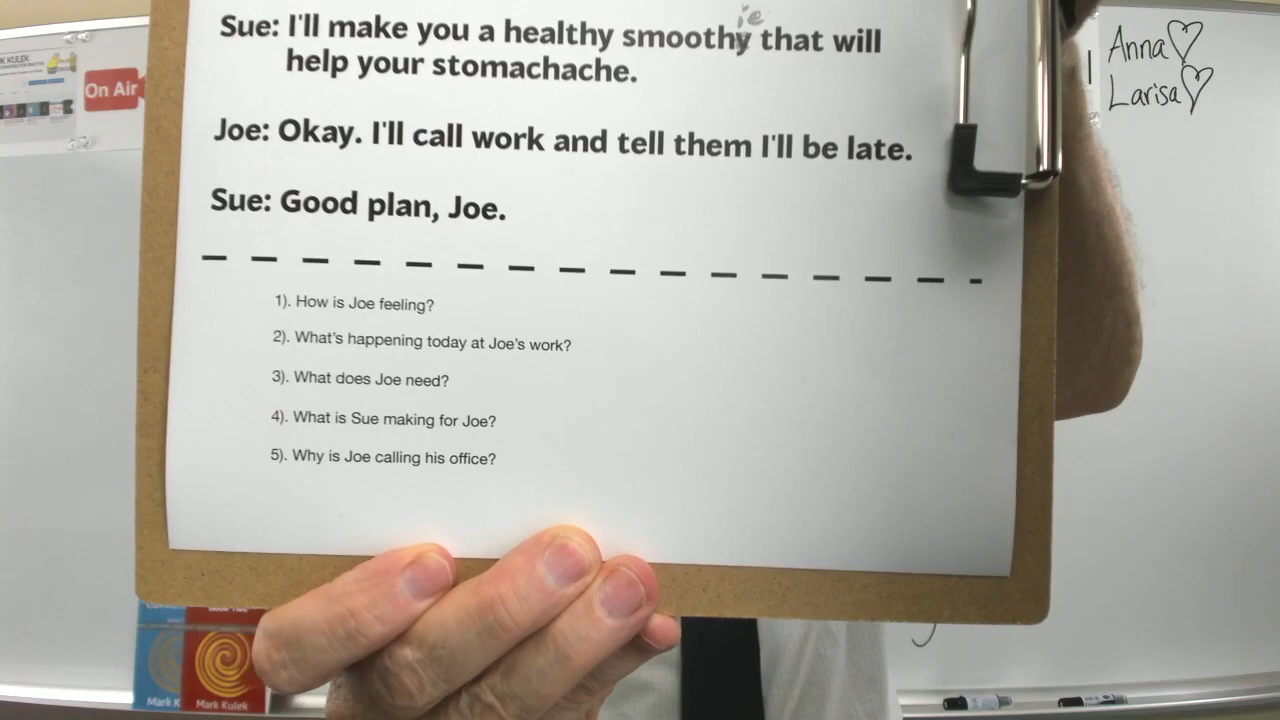 Sue: I'll make you a healthy smoothy that will
ie
help your stomachache.
Joe: Okay. I'll call work and tell them I'll be late.
Sue: Good plan, Joe.
1). How is Joe feeling?
2). What's happening today at Joe's work?
3). What does Joe need?
4). What is Sue making for Joe?
5). Why is Joe calling his office?
Anna
Larisa
On Air
KULEK
Mark K
Mark Kulek